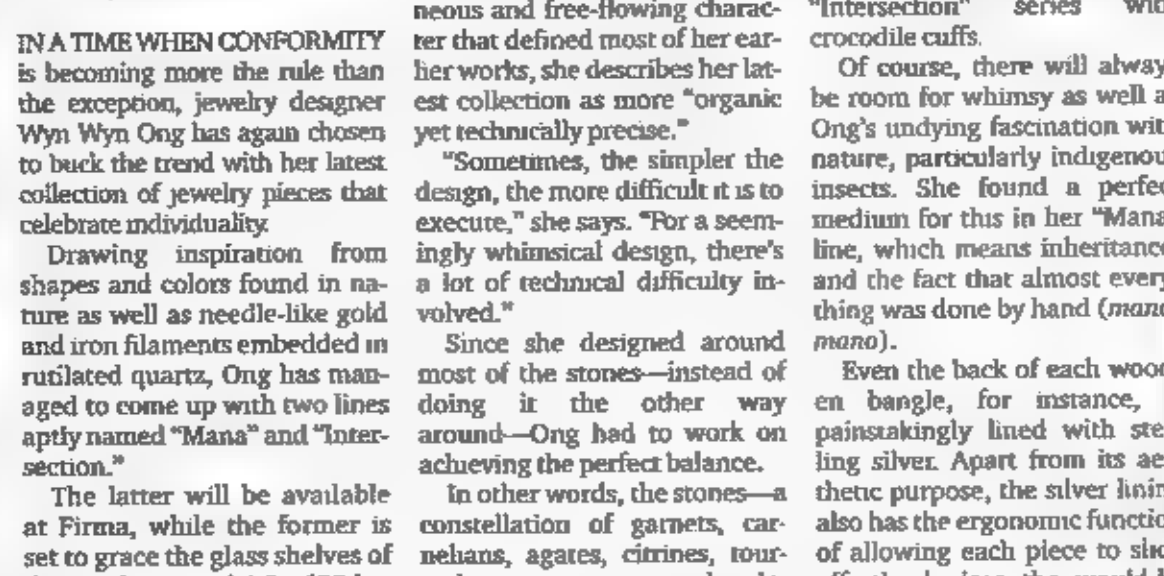 IN A TIME WHEN CONFORMITY
is becoming more the rule than
the exception, jewelry designer
Wyn Wyn Ong has again chosen
to buck the trend with her latest
collection of jewelry pieces that
celebrate individuality.
Drawing inspiration from
shapes and colors found in na-
ture as well as needle-like gold
and iron filaments embedded in
rutilated quartz, Ong has man-
aged to come up with two lines
aptly named “Mana” and “Inter-
section.”
The latter will be available
at Firma, while the former is
set to grace the glass shelves of
neous and free-flowing charac-
ter that defined most of her ear-
lier works, she describes her lat-
est collection as more “organic
yet technically precise.”
“Sometimes, the simpler the
design, the more difficult it is to
execute,” she says. “For a seem-
ingly whimsical design, there’s
a lot of technical difficulty in-
volved.”
Since she designed around
most of the stones—instead of
doing it the other way
around—Ong had to work on
achieving the perfect balance.
In other words, the stones—a
constellation of garnets, car-
nelians, agates, citrines, tour-
“Intersection” series with
crocodile cuffs.
Of course, there will alway
be room for whimsy as well a
Ong’s undying fascination wit
nature, particularly indigenou
insects. She found a perfec
medium for this in her “Mana
line, which means inheritance
and the fact that almost every
thing was done by hand (mano
mano).
Even the back of each wood
en bangle, for instance,
painstakingly lined with ste
ling silver. Apart from its ae
thetic purpose, the silver linin
also has the ergonomic functio
of allowing each piece to slid